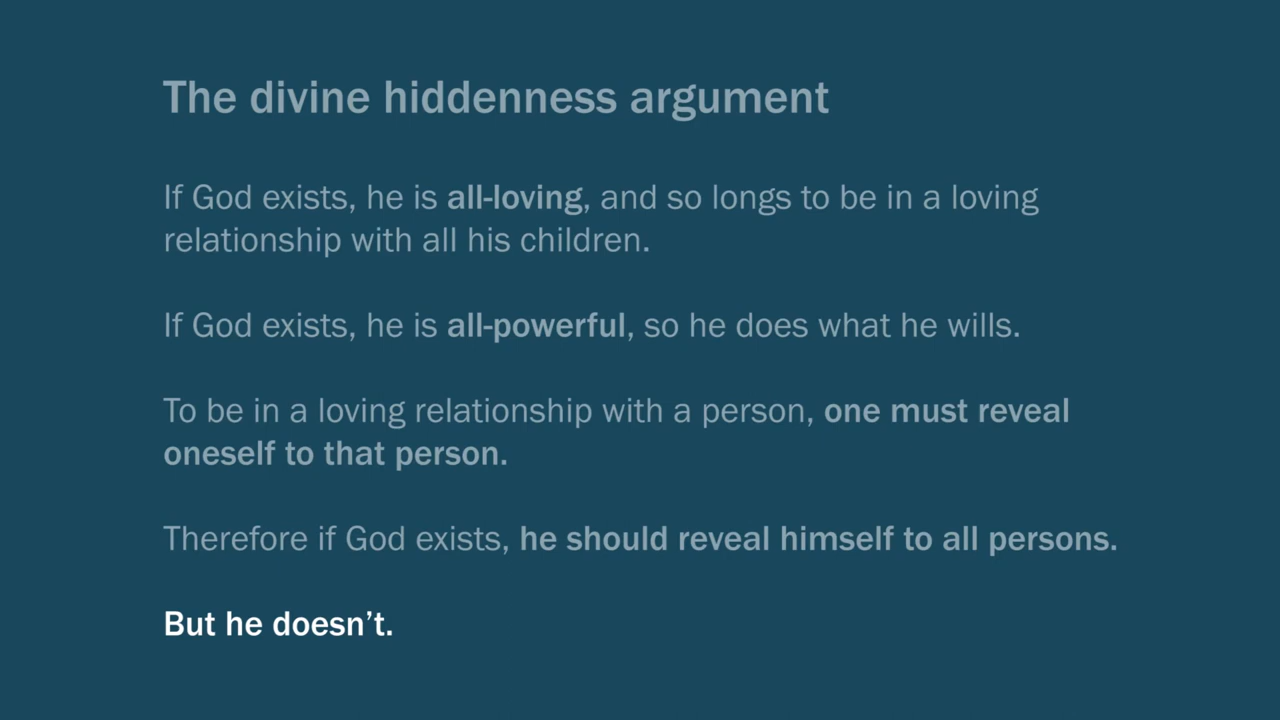 The divine hiddenness argument
If God exists, he is all-loving, and so longs to be in a loving
relationship with all his children.
If God exists, he is all-powerful, so he does what he wills.
To be in a loving relationship with a person, one must reveal
oneself to that person.
Therefore if God exists, he should reveal himself to all persons.
But he doesn’t.